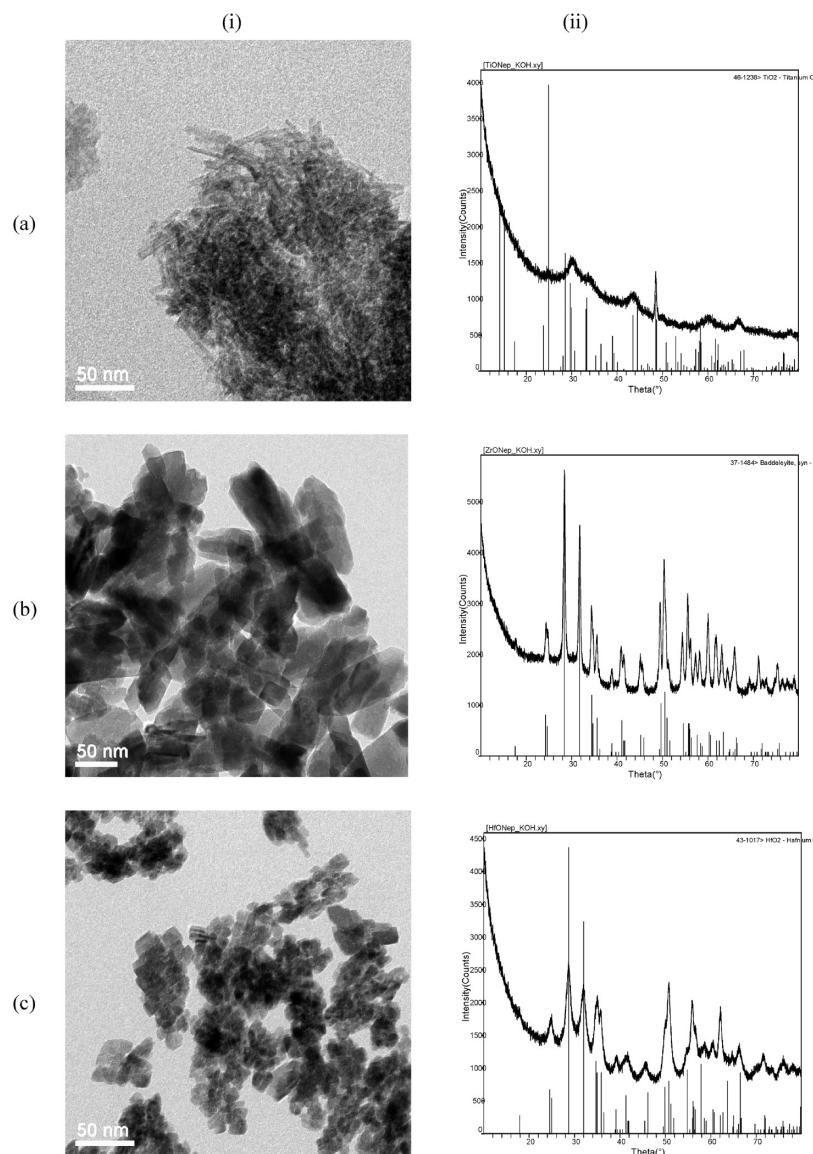 (i)
(ii)
(a)
50 nm
[TiONep_KOH.xy]
46-1238> TiO2 - Titanium O
4000
3500
3000
2500
2000
1500
1000
500
0
Intensity(Counts)
20
30
40
50
60
70
Theta(°)
(b)
50 nm
[ZrONep_KOH.xy]
37-1484> Baddeleyite, syn -
5000
4000
3000
2000
1000
0
Intensity(Counts)
20
30
40
50
60
70
Theta(°)
(c)
50 nm
[HfONep_KOH.xy]
43-1017> HfO2 - Hafnium
4500
4000
3500
3000
2500
2000
1500
1000
500
0
Intensity(Counts)
20
30
40
50
60
70
Theta(°)